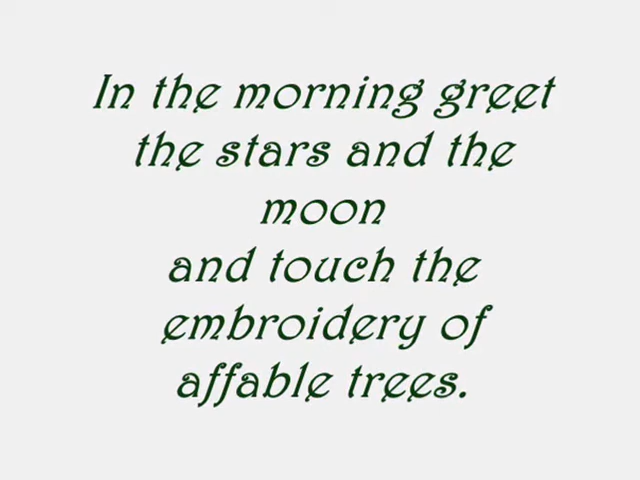 In the morning greet
the stars and the
moon
and touch the
embroidery of
affable trees.